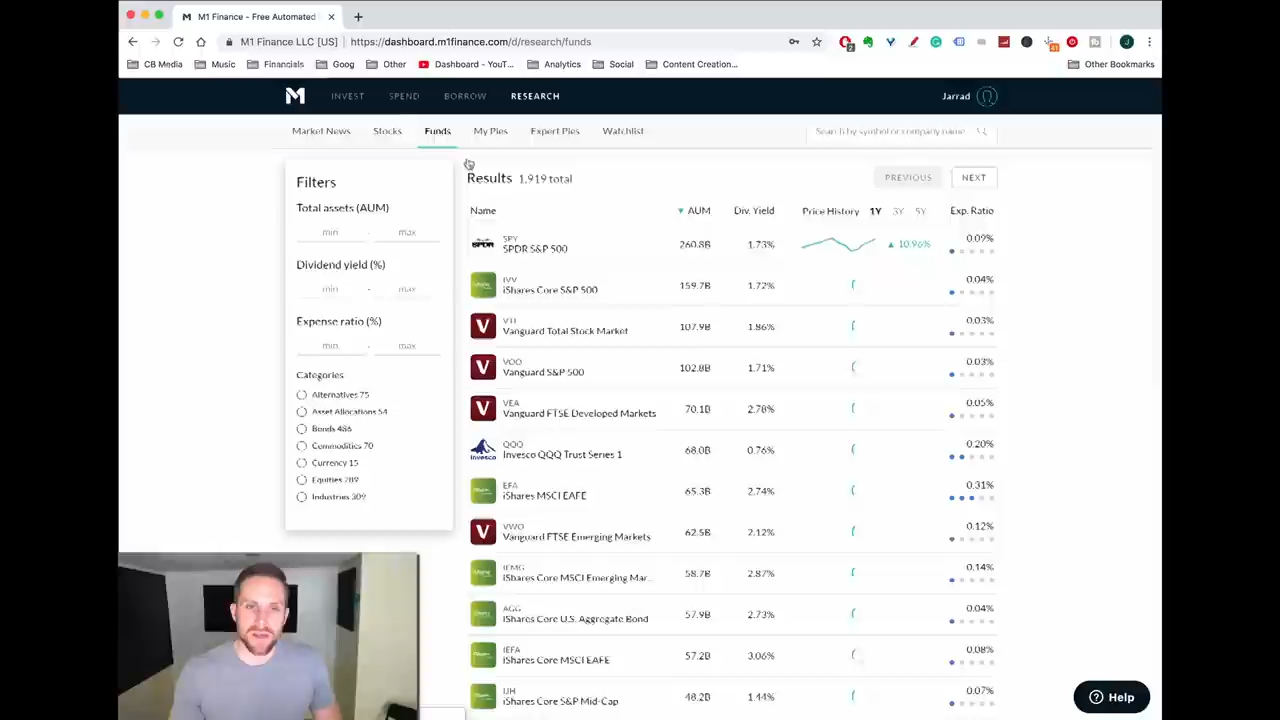 M1 Finance - Free Automated
M1 Finance LLC [US] | https://dashboard.m1finance.com/d/research/funds
CB Media Music Financials Goog Other Dashboard - YouT... Analytics Social Content Creation... Other Bookmarks
INVEST SPEND BORROW RESEARCH Jarrad
Market News Stocks Funds My Pies Expert Pies Watchlist Search by symbol or company name
Filters
Total assets (AUM)
min - max
Dividend yield (%)
min - max
Expense ratio (%)
min - max
Categories
Alternatives 75
Asset Allocations 54
Bonds 486
Commodities 70
Currency 15
Equities 289
Industries 309
Results 1,919 total PREVIOUS NEXT
Name AUM Div. Yield Price History 1Y 3Y 5Y Exp. Ratio
SPY
SPDR S&P 500 260.8B 1.73% 10.96% 0.09%
IVV
iShares Core S&P 500 159.7B 1.72% 0.04%
VTI
Vanguard Total Stock Market 107.9B 1.86% 0.03%
VOO
Vanguard S&P 500 102.8B 1.71% 0.03%
VEA
Vanguard FTSE Developed Markets 70.1B 2.78% 0.05%
QQQ
Invesco QQQ Trust Series 1 68.0B 0.76% 0.20%
EFA
iShares MSCI EAFE 65.3B 2.74% 0.31%
VWO
Vanguard FTSE Emerging Markets 62.5B 2.12% 0.12%
IEMG
iShares Core MSCI Emerging Mar... 58.7B 2.87% 0.14%
AGG
iShares Core U.S. Aggregate Bond 57.9B 2.73% 0.04%
IEFA
iShares Core MSCI EAFE 57.2B 3.06% 0.08%
IJH
iShares Core S&P Mid-Cap 48.2B 1.44% 0.07%
Help